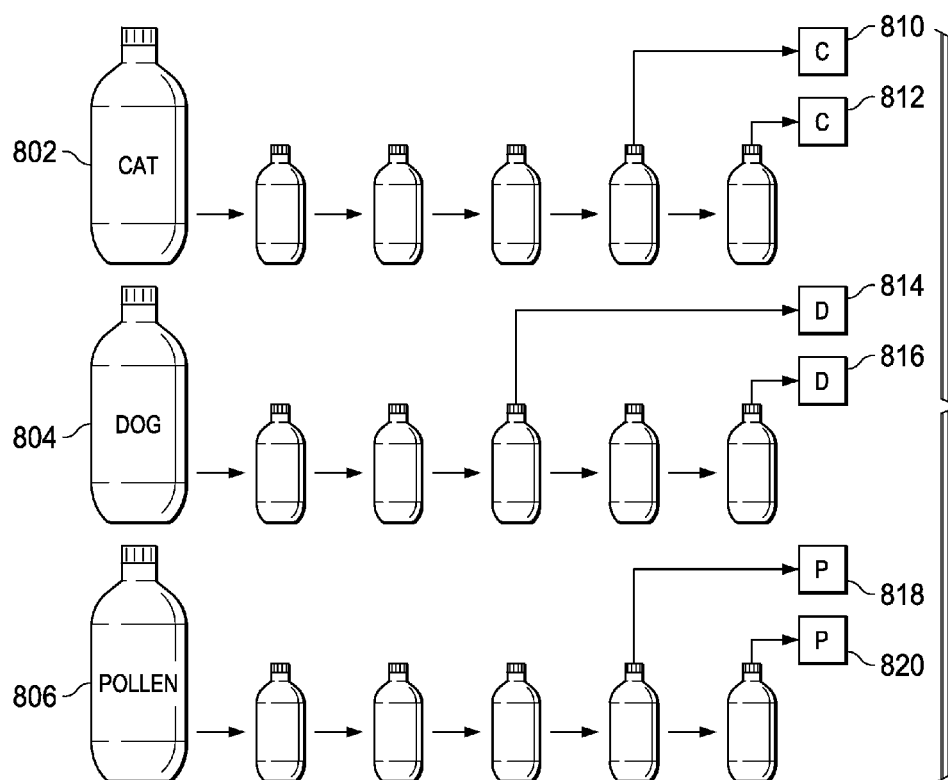 C 810
C 812
802 CAT
D 814
D 816
804 DOG
P 818
P 820
806 POLLEN